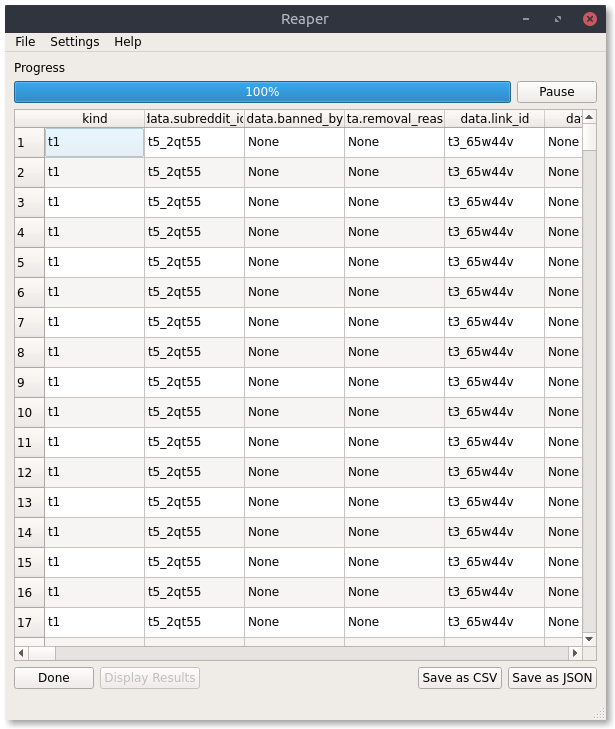 Reaper
File Settings Help
Progress
100% Pause
kind data.subreddit_id data.banned_by ta.removal_reas data.link_id da
1 t1 t5_2qt55 None None t3_65w44v None
2 t1 t5_2qt55 None None t3_65w44v None
3 t1 t5_2qt55 None None t3_65w44v None
4 t1 t5_2qt55 None None t3_65w44v None
5 t1 t5_2qt55 None None t3_65w44v None
6 t1 t5_2qt55 None None t3_65w44v None
7 t1 t5_2qt55 None None t3_65w44v None
8 t1 t5_2qt55 None None t3_65w44v None
9 t1 t5_2qt55 None None t3_65w44v None
10 t1 t5_2qt55 None None t3_65w44v None
11 t1 t5_2qt55 None None t3_65w44v None
12 t1 t5_2qt55 None None t3_65w44v None
13 t1 t5_2qt55 None None t3_65w44v None
14 t1 t5_2qt55 None None t3_65w44v None
15 t1 t5_2qt55 None None t3_65w44v None
16 t1 t5_2qt55 None None t3_65w44v None
17 t1 t5_2qt55 None None t3_65w44v None
Done Display Results Save as CSV Save as JSON